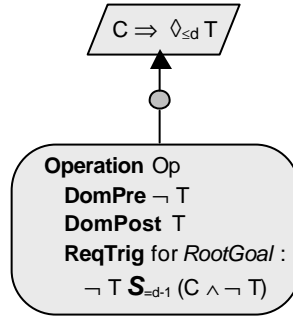 C ⇒ ◊≤d T
Operation Op
DomPre ¬ T
DomPost T
ReqTrig for RootGoal :
¬ T S=d-1 (C ∧ ¬ T)